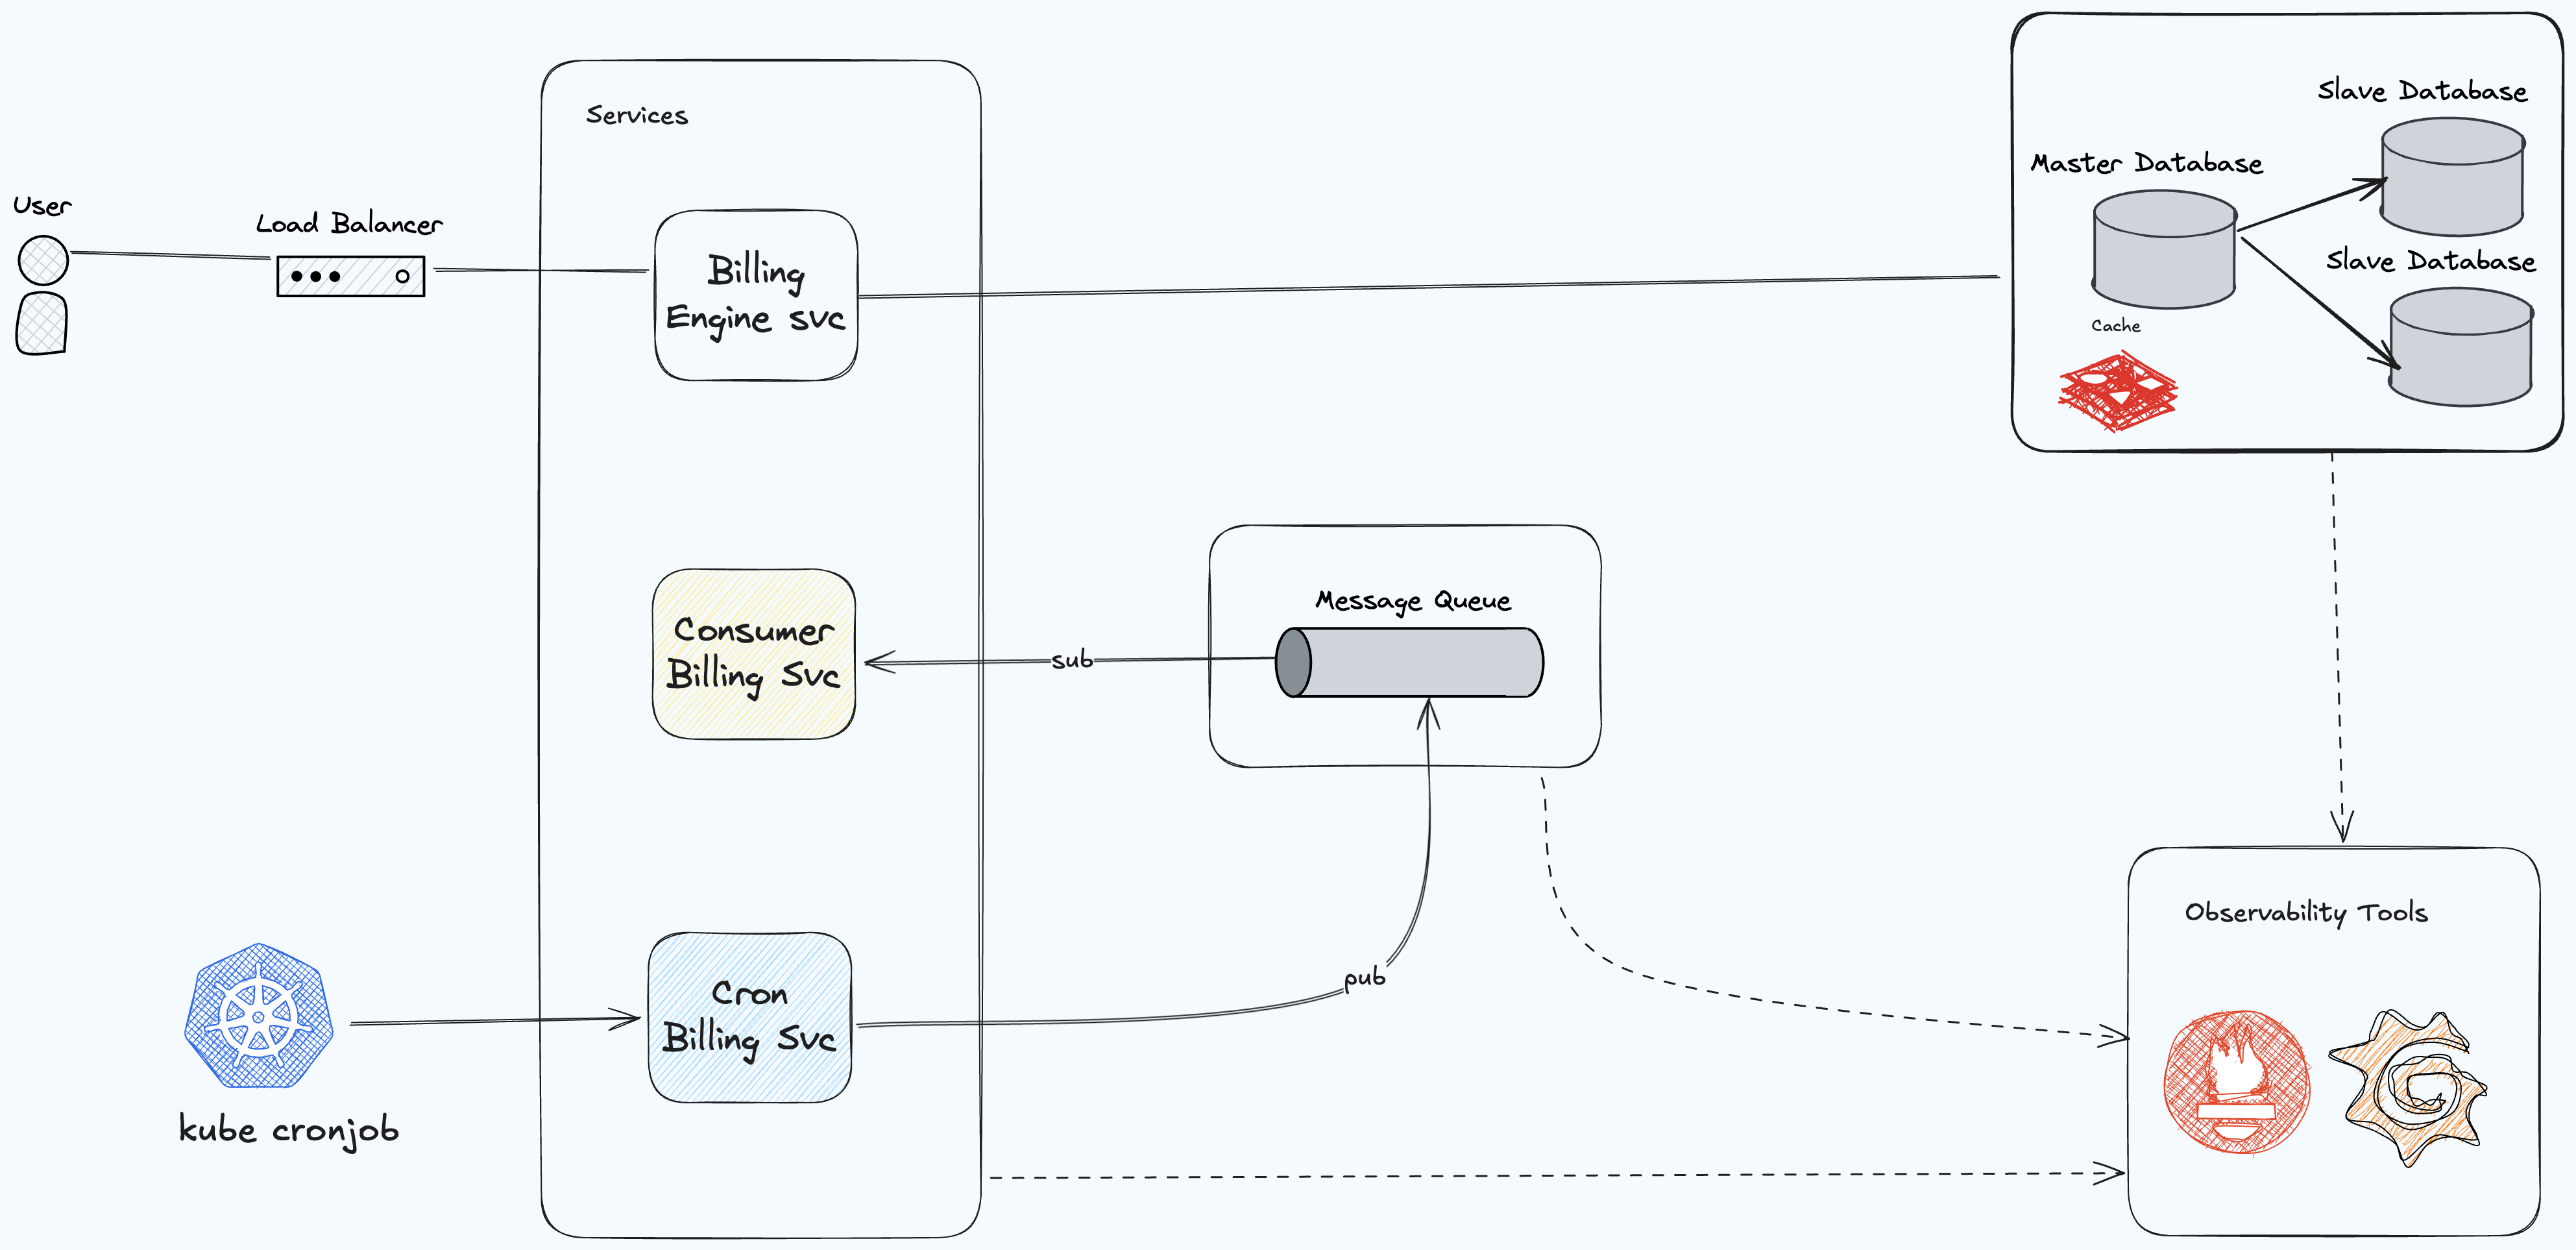 Services
User
Load Balancer
Billing
Engine svc
Slave Database
Master Database
Slave Database
Cache
Consumer
Billing Svc
sub
Message Queue
kube cronjob
Cron
Billing Svc
pub
Observability Tools